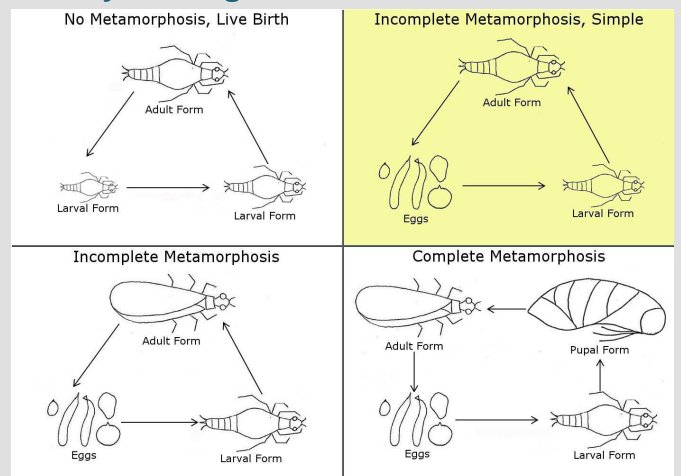 No Metamorphosis, Live Birth
Adult Form
Larval Form
Larval Form
Incomplete Metamorphosis, Simple
Adult Form
Eggs
Larval Form
Incomplete Metamorphosis
Adult Form
Eggs
Larval Form
Complete Metamorphosis
Adult Form
Pupal Form
Eggs
Larval Form